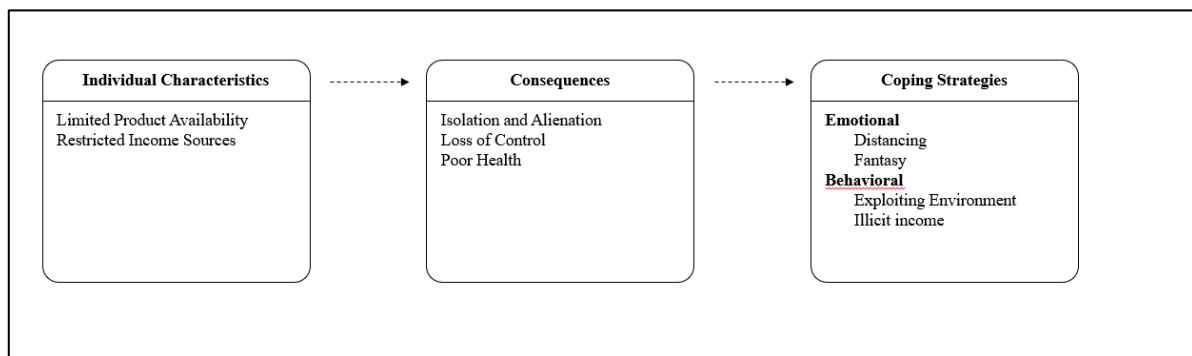 Individual Characteristics
Limited Product Availability
Restricted Income Sources
Consequences
Isolation and Alienation
Loss of Control
Poor Health
Coping Strategies
Emotional
Distancing
Fantasy
Behavioral
Exploiting Environment
Illicit income